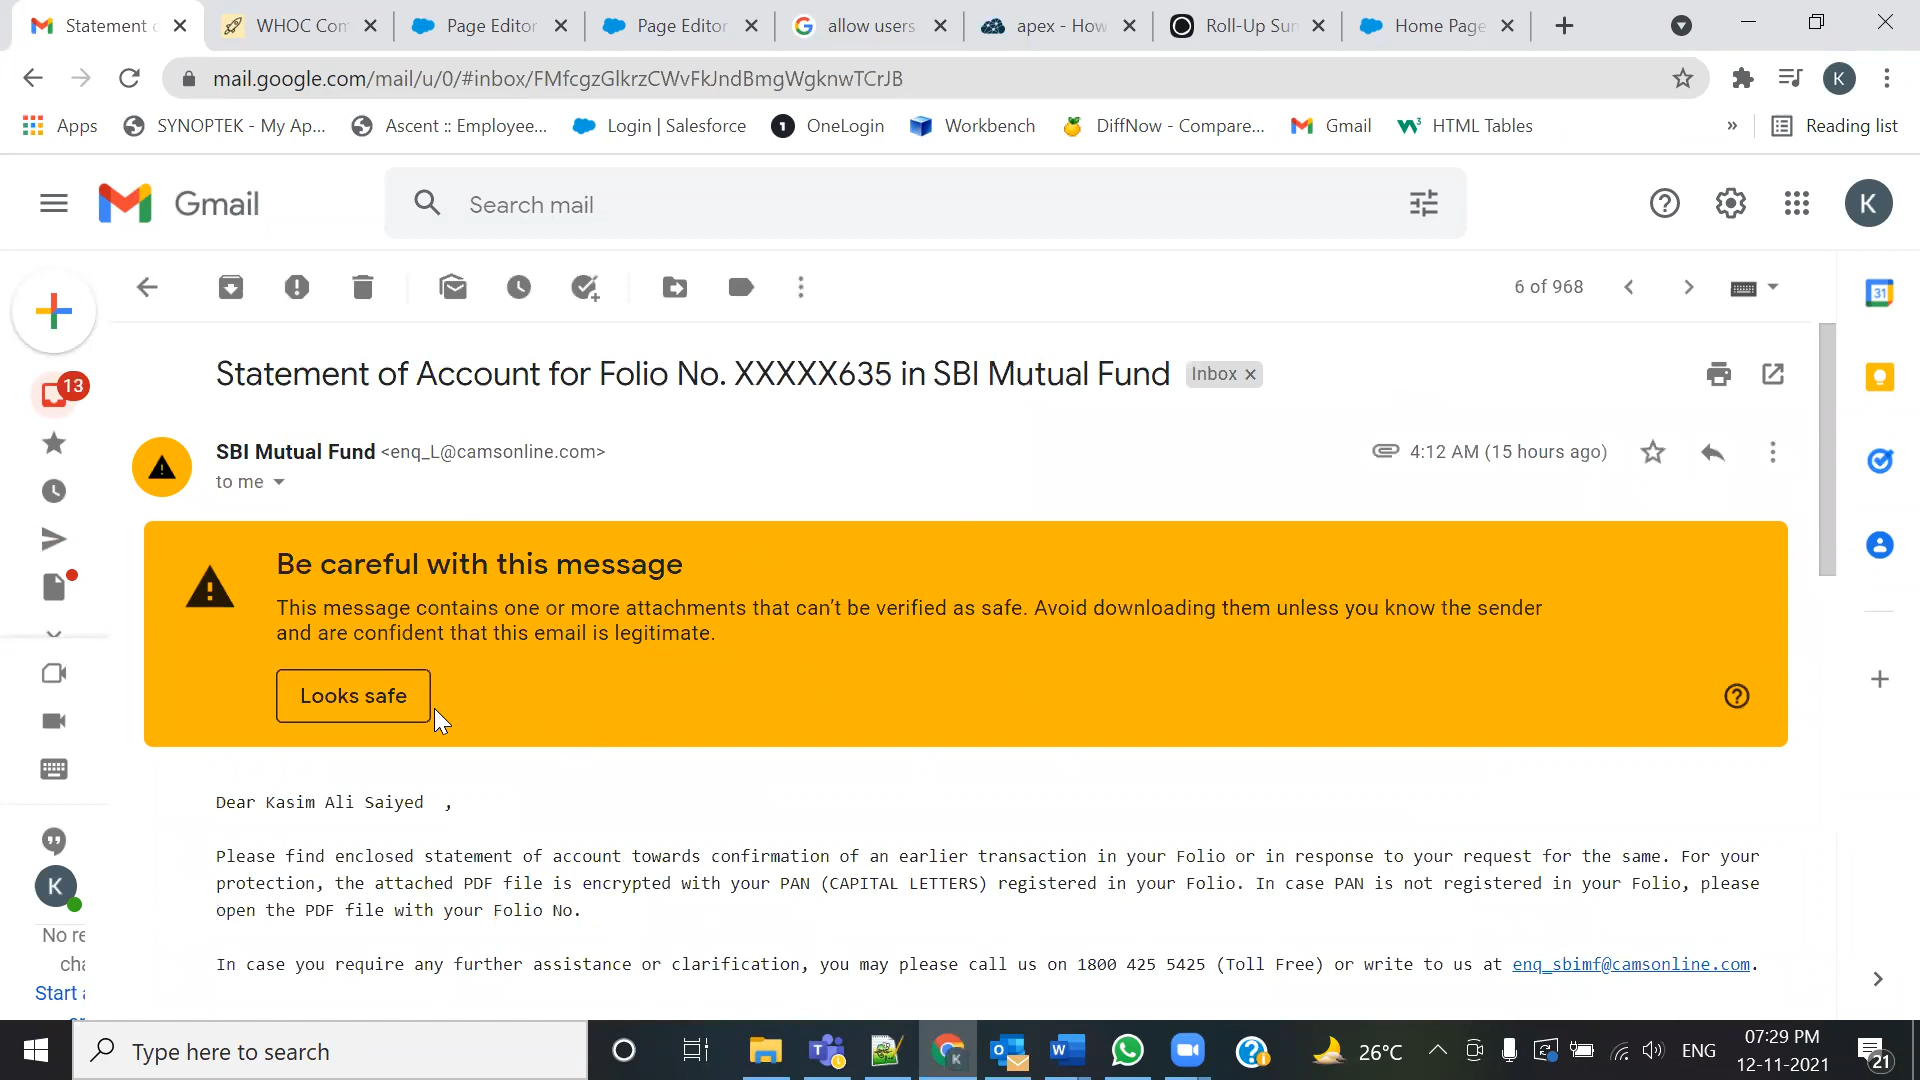 Statement o
WHOC Com
Page Editor
Page Editor
allow users
apex - How
Roll-Up Sun
Home Page
mail.google.com/mail/u/0/#inbox/FMfcgzGlkrzCWvFkJndBmgWgknwTCrJB
K
Apps
SYNOPTEK - My Ap...
Ascent :: Employee...
Login | Salesforce
1 OneLogin
Workbench
DiffNow - Compare...
Gmail
W3 HTML Tables
»
Reading list
Gmail
Search mail
K
6 of 968
31
13
Statement of Account for Folio No. XXXXX635 in SBI Mutual Fund
Inbox ×
SBI Mutual Fund <enq_L@camsonline.com>
4:12 AM (15 hours ago)
to me
Be careful with this message
This message contains one or more attachments that can't be verified as safe. Avoid downloading them unless you know the sender
and are confident that this email is legitimate.
Looks safe
Dear Kasim Ali Saiyed  ,
Please find enclosed statement of account towards confirmation of an earlier transaction in your Folio or in response to your request for the same. For your
protection, the attached PDF file is encrypted with your PAN (CAPITAL LETTERS) registered in your Folio. In case PAN is not registered in your Folio, please
open the PDF file with your Folio No.
In case you require any further assistance or clarification, you may please call us on 1800 425 5425 (Toll Free) or write to us at enq_sbimf@camsonline.com.
K
No re
cha
Start a
Type here to search
26°C
ENG
07:29 PM
12-11-2021
21